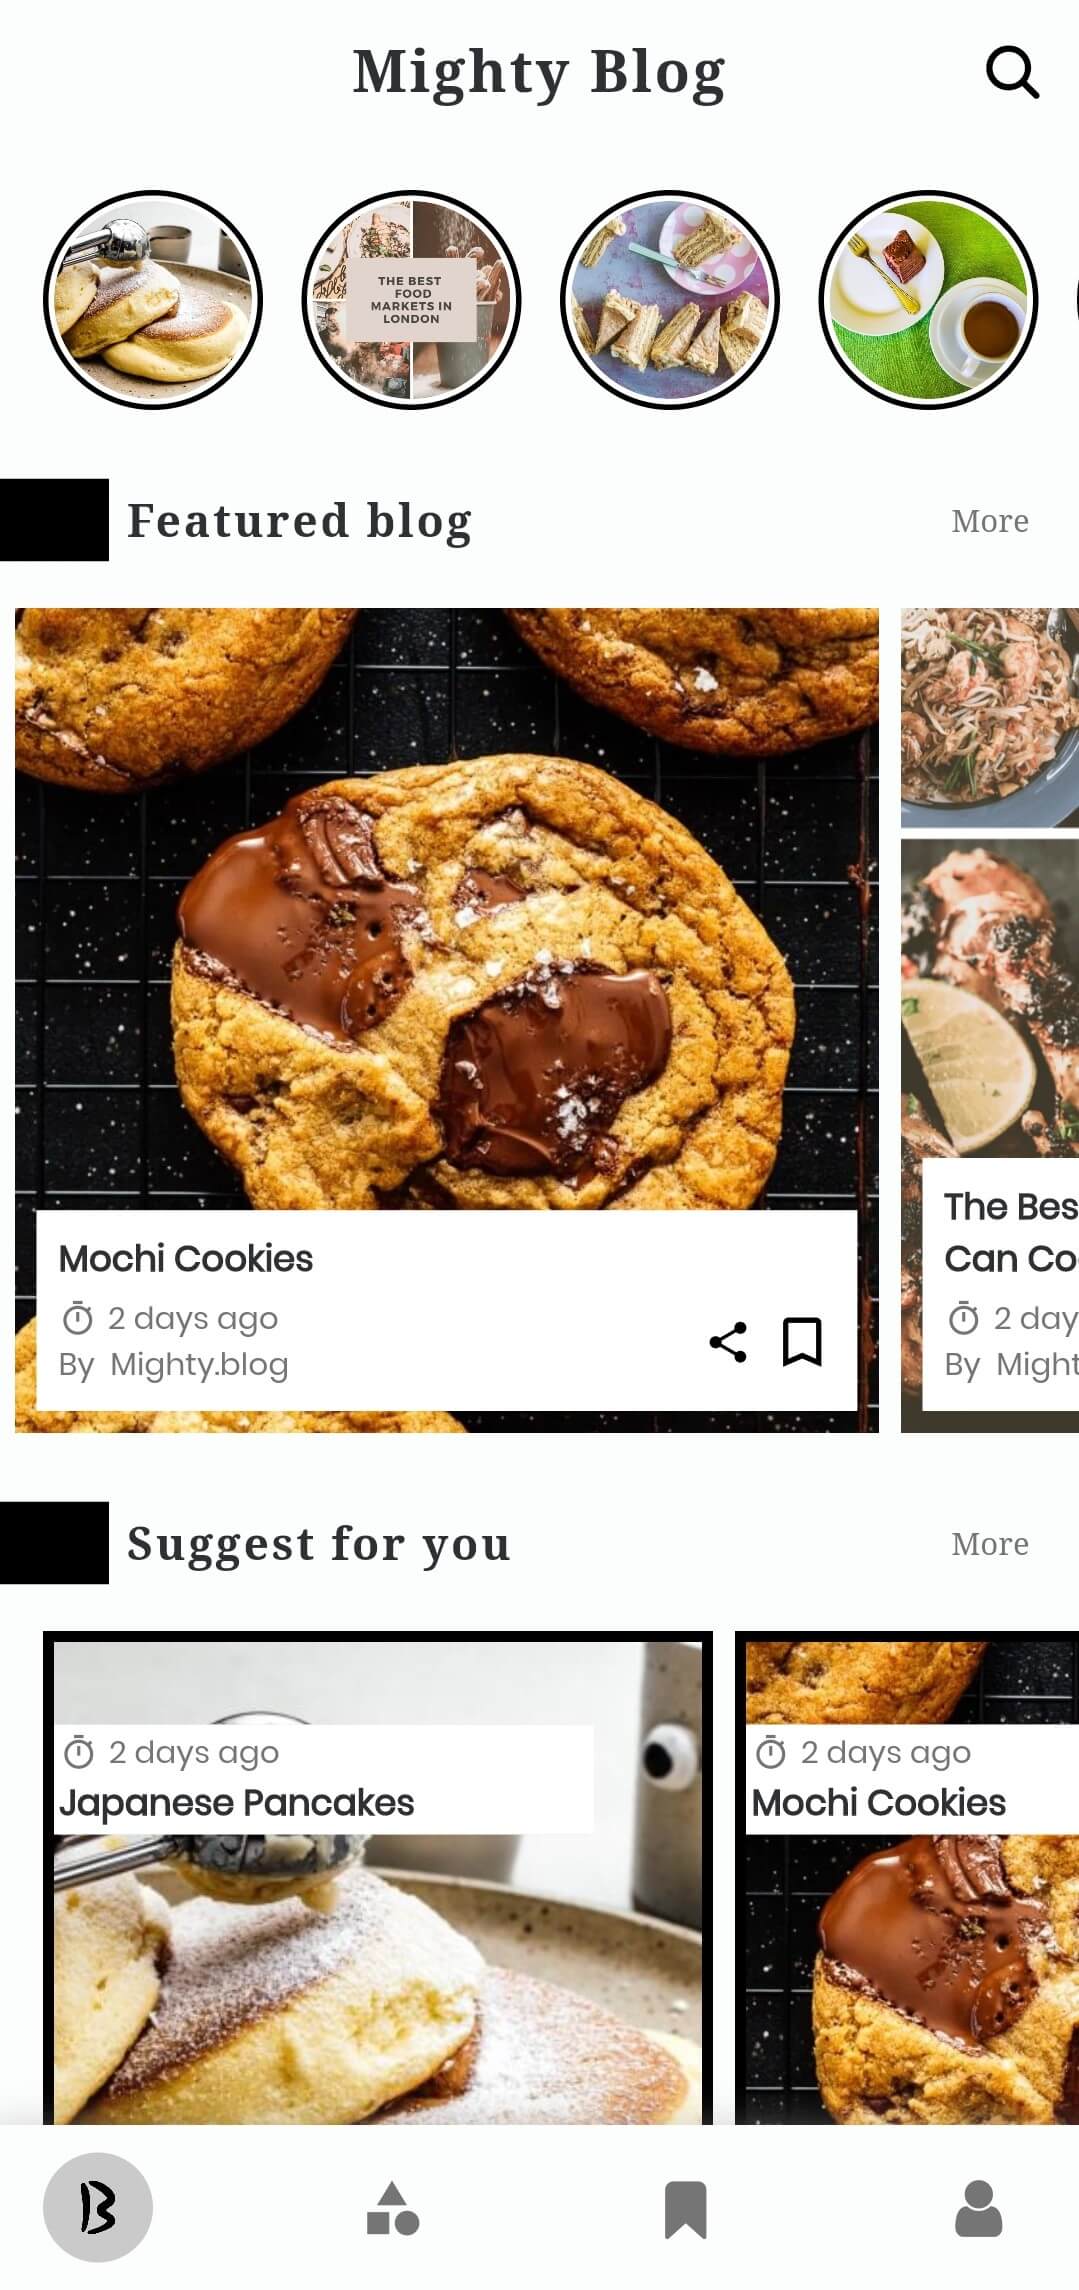 Mighty Blog
THE BEST
FOOD
MARKETS IN
LONDON
Featured blog
More
Mochi Cookies
2 days ago
By Mighty.blog
The Bes
Can Co
2 day
By Might
Suggest for you
More
2 days ago
Japanese Pancakes
2 days ago
Mochi Cookies
B